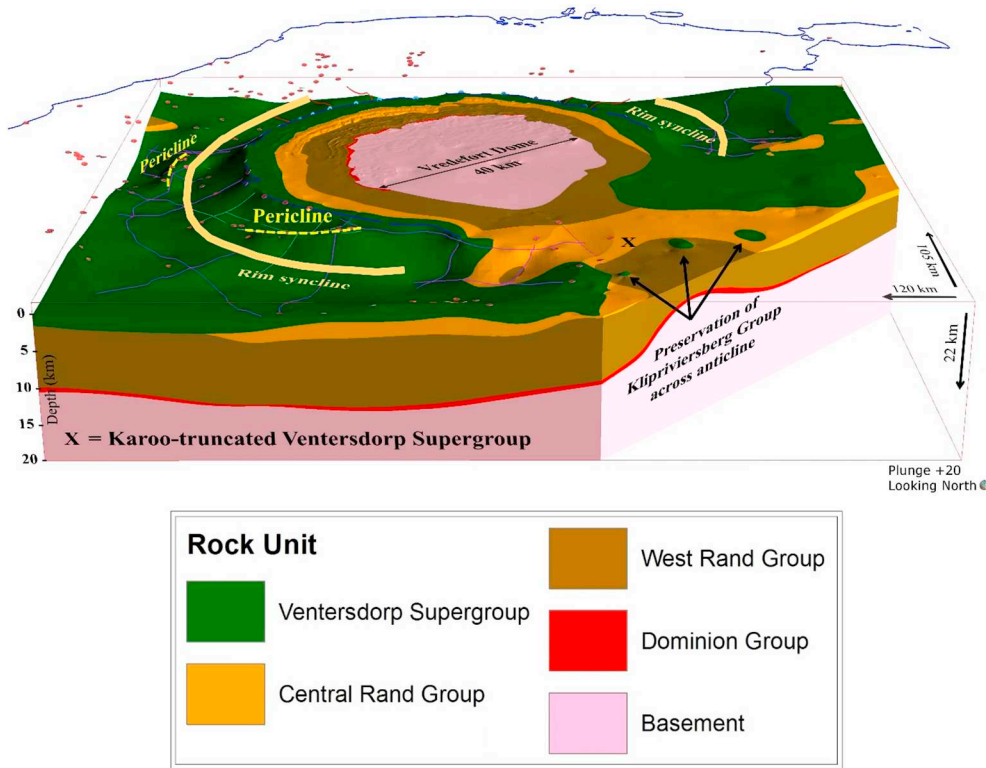 Rim syncline
Pericline
Vredefort Dome
40 km
Pericline
Rim syncline
X
105 km
120 km
22 km
0
5
10
15
20
Depth (km)
Preservation of
Klipriviersberg Group
across anticline
X = Karoo-truncated Ventersdorp Supergroup
Plunge +20
Looking North
Rock Unit
Ventersdorp Supergroup
Central Rand Group
West Rand Group
Dominion Group
Basement